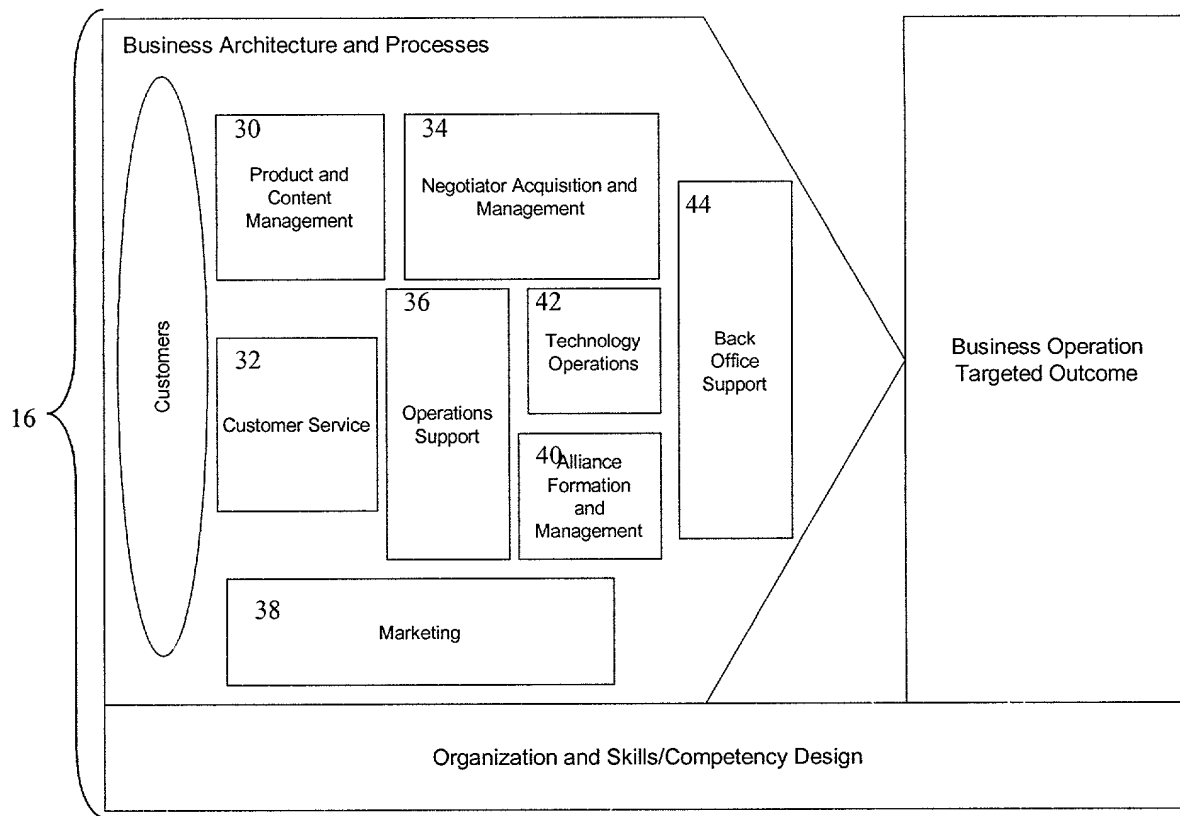 Business Architecture and Processes
30
Product and
Content
Management
34
Negotiator Acquisition and
Management
44
Back
Office
Support
Customers
36
Operations
Support
42
Technology
Operations
Business Operation
Targeted Outcome
32
Customer Service
16
40
Alliance
Formation
and
Management
38
Marketing
Organization and Skills/Competency Design